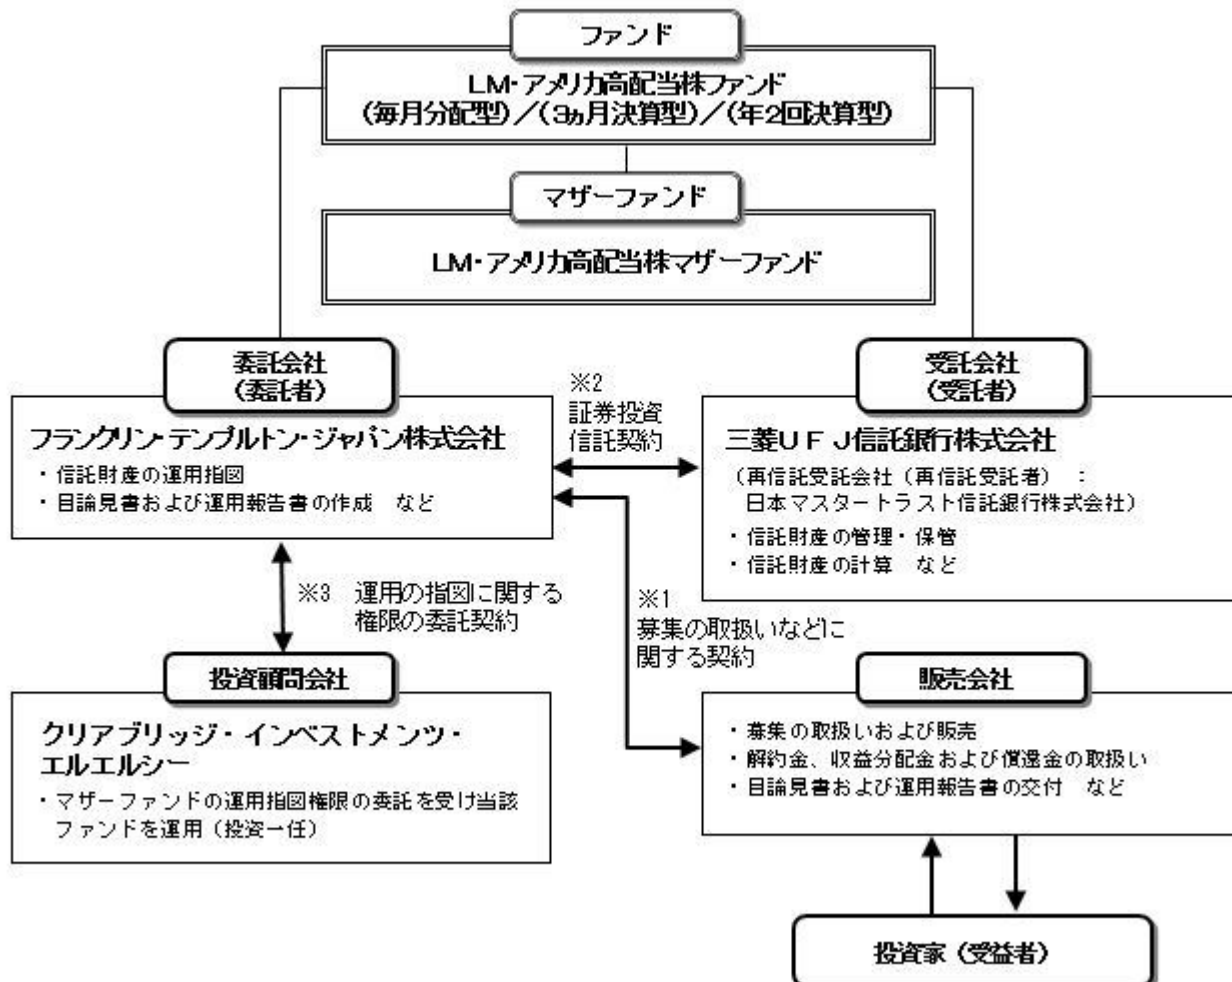 ファンド
LM・アメリカ高配当株ファンド
(毎月分配型)／(3ヵ月決算型)／(年2回決算型)
マザーファンド
LM・アメリカ高配当株マザーファンド
委託会社
(委託者)
フランクリン・テンプルトン・ジャパン株式会社
・信託財産の運用指図
・目論見書および運用報告書の作成　など
※2
証券投資
信託契約
受託会社
(受託者)
三菱ＵＦＪ信託銀行株式会社
（再信託受託会社（再信託受託者）：
日本マスタートラスト信託銀行株式会社）
・信託財産の管理・保管
・信託財産の計算　など
※3　運用の指図に関する
権限の委託契約
※1
募集の取扱いなどに
関する契約
投資顧問会社
クリアブリッジ・インベストメンツ・
エルエルシー
・マザーファンドの運用指図権限の委託を受け当該
ファンドを運用（投資一任）
販売会社
・募集の取扱いおよび販売
・解約金、収益分配金および償還金の取扱い
・目論見書および運用報告書の交付　など
投資家（受益者）